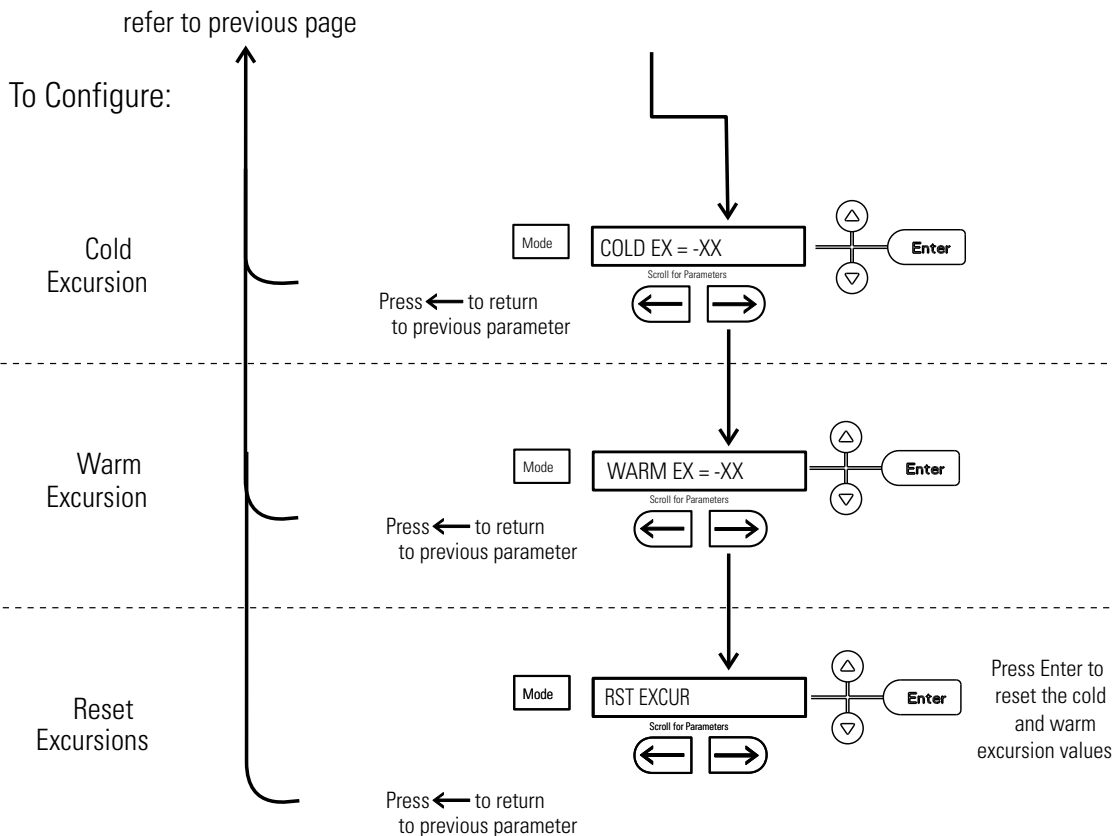 refer to previous page
To Configure:
Cold
Excursion
Mode
COLD EX = -XX
Enter
Scroll for Parameters
Press ← to return
to previous parameter
Warm
Excursion
Mode
WARM EX = -XX
Enter
Scroll for Parameters
Press ← to return
to previous parameter
Reset
Excursions
Mode
RST EXCUR
Enter
Scroll for Parameters
Press Enter to
reset the cold
and warm
excursion values
Press ← to return
to previous parameter